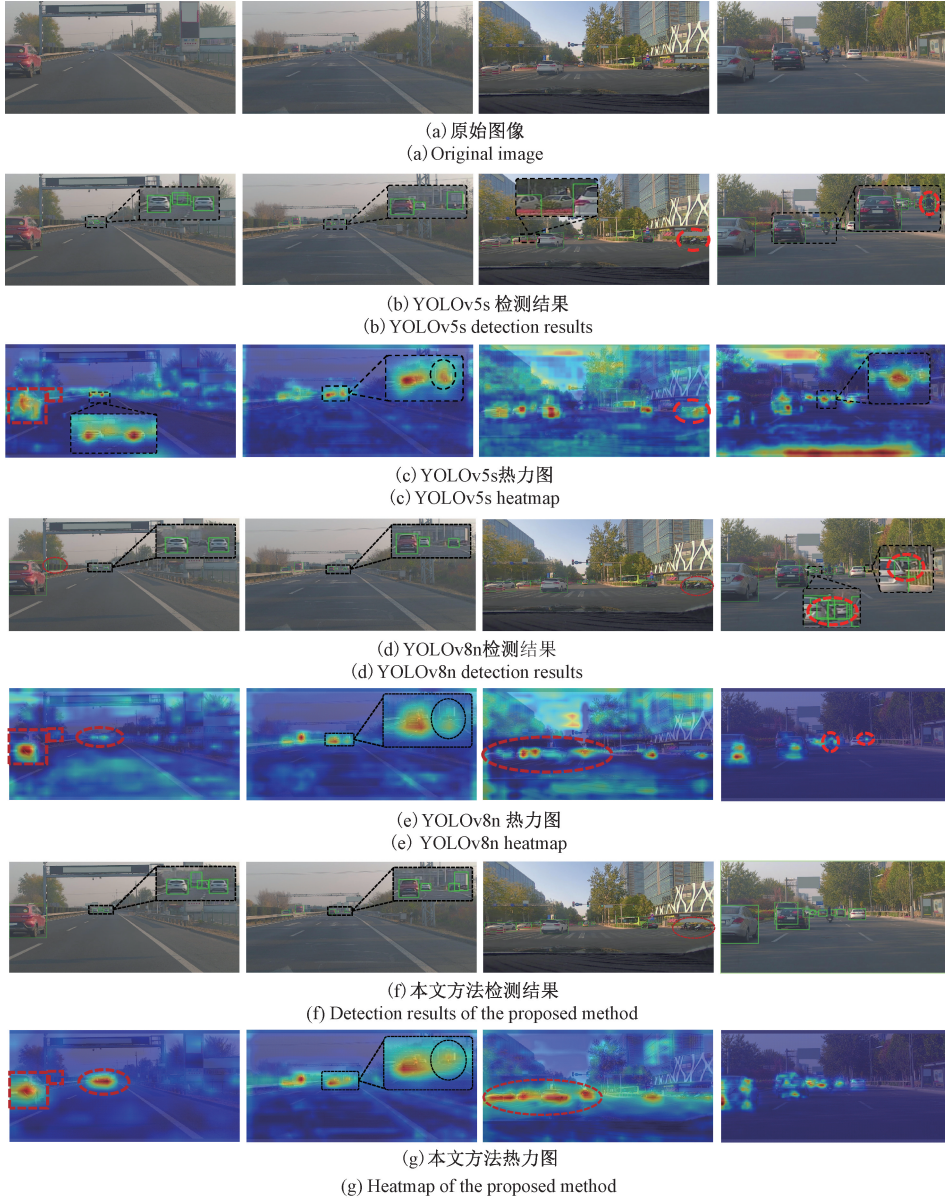 (a)原始图像
(a)Original image
(b)YOLOv5s 检测结果
(b)YOLOv5s detection results
(c)YOLOv5s热力图
(c)YOLOv5s heatmap
(d)YOLOv8n检测结果
(d)YOLOv8n detection results
(e)YOLOv8n 热力图
(e) YOLOv8n heatmap
(f)本文方法检测结果
(f) Detection results of the proposed method
(g)本文方法热力图
(g) Heatmap of the proposed method